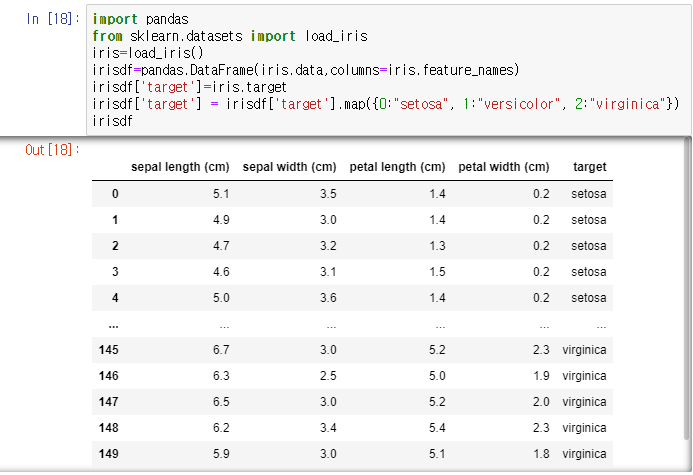 In [18]: import pandas
from sklearn.datasets import load_iris
iris=load_iris()
irisdf=pandas.DataFrame(iris.data,columns=iris.feature_names)
irisdf['target']=iris.target
irisdf['target'] = irisdf['target'].map({0:"setosa", 1:"versicolor", 2:"virginica"})
irisdf
Out[18]:
sepal length (cm) sepal width (cm) petal length (cm) petal width (cm) target
0 5.1 3.5 1.4 0.2 setosa
1 4.9 3.0 1.4 0.2 setosa
2 4.7 3.2 1.3 0.2 setosa
3 4.6 3.1 1.5 0.2 setosa
4 5.0 3.6 1.4 0.2 setosa
... ... ... ... ... ...
145 6.7 3.0 5.2 2.3 virginica
146 6.3 2.5 5.0 1.9 virginica
147 6.5 3.0 5.2 2.0 virginica
148 6.2 3.4 5.4 2.3 virginica
149 5.9 3.0 5.1 1.8 virginica